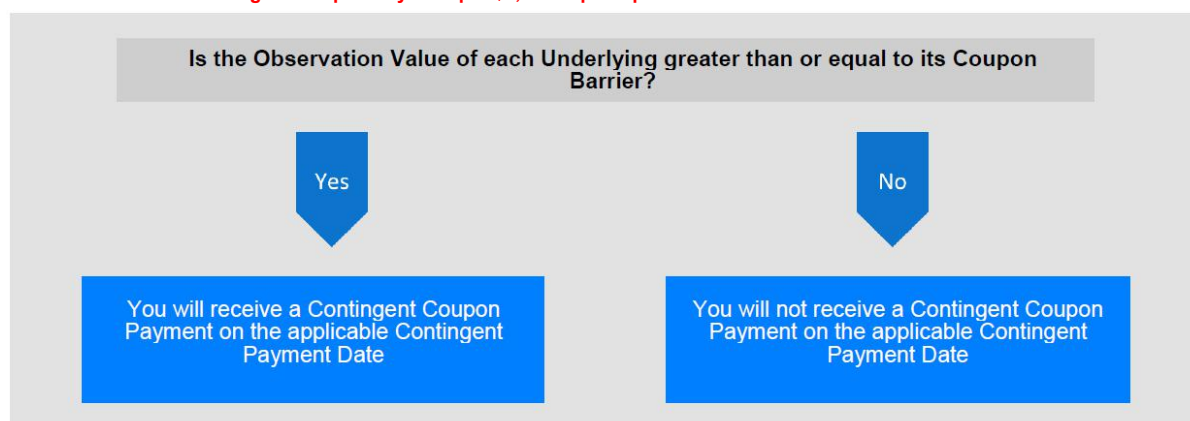 Is the Observation Value of each Underlying greater than or equal to its Coupon
Barrier?
Yes
No
You will receive a Contingent Coupon
Payment on the applicable Contingent
Payment Date
You will not receive a Contingent Coupon
Payment on the applicable Contingent
Payment Date